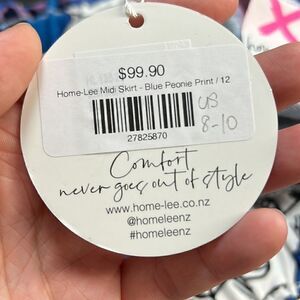 $99.90
Home-Lee Midi Skirt - Blue Peonie Print / 12
27825870
US
8-10
Comfort
never goes out of style
www.home-lee.co.nz
@homeleenz
#homeleenz